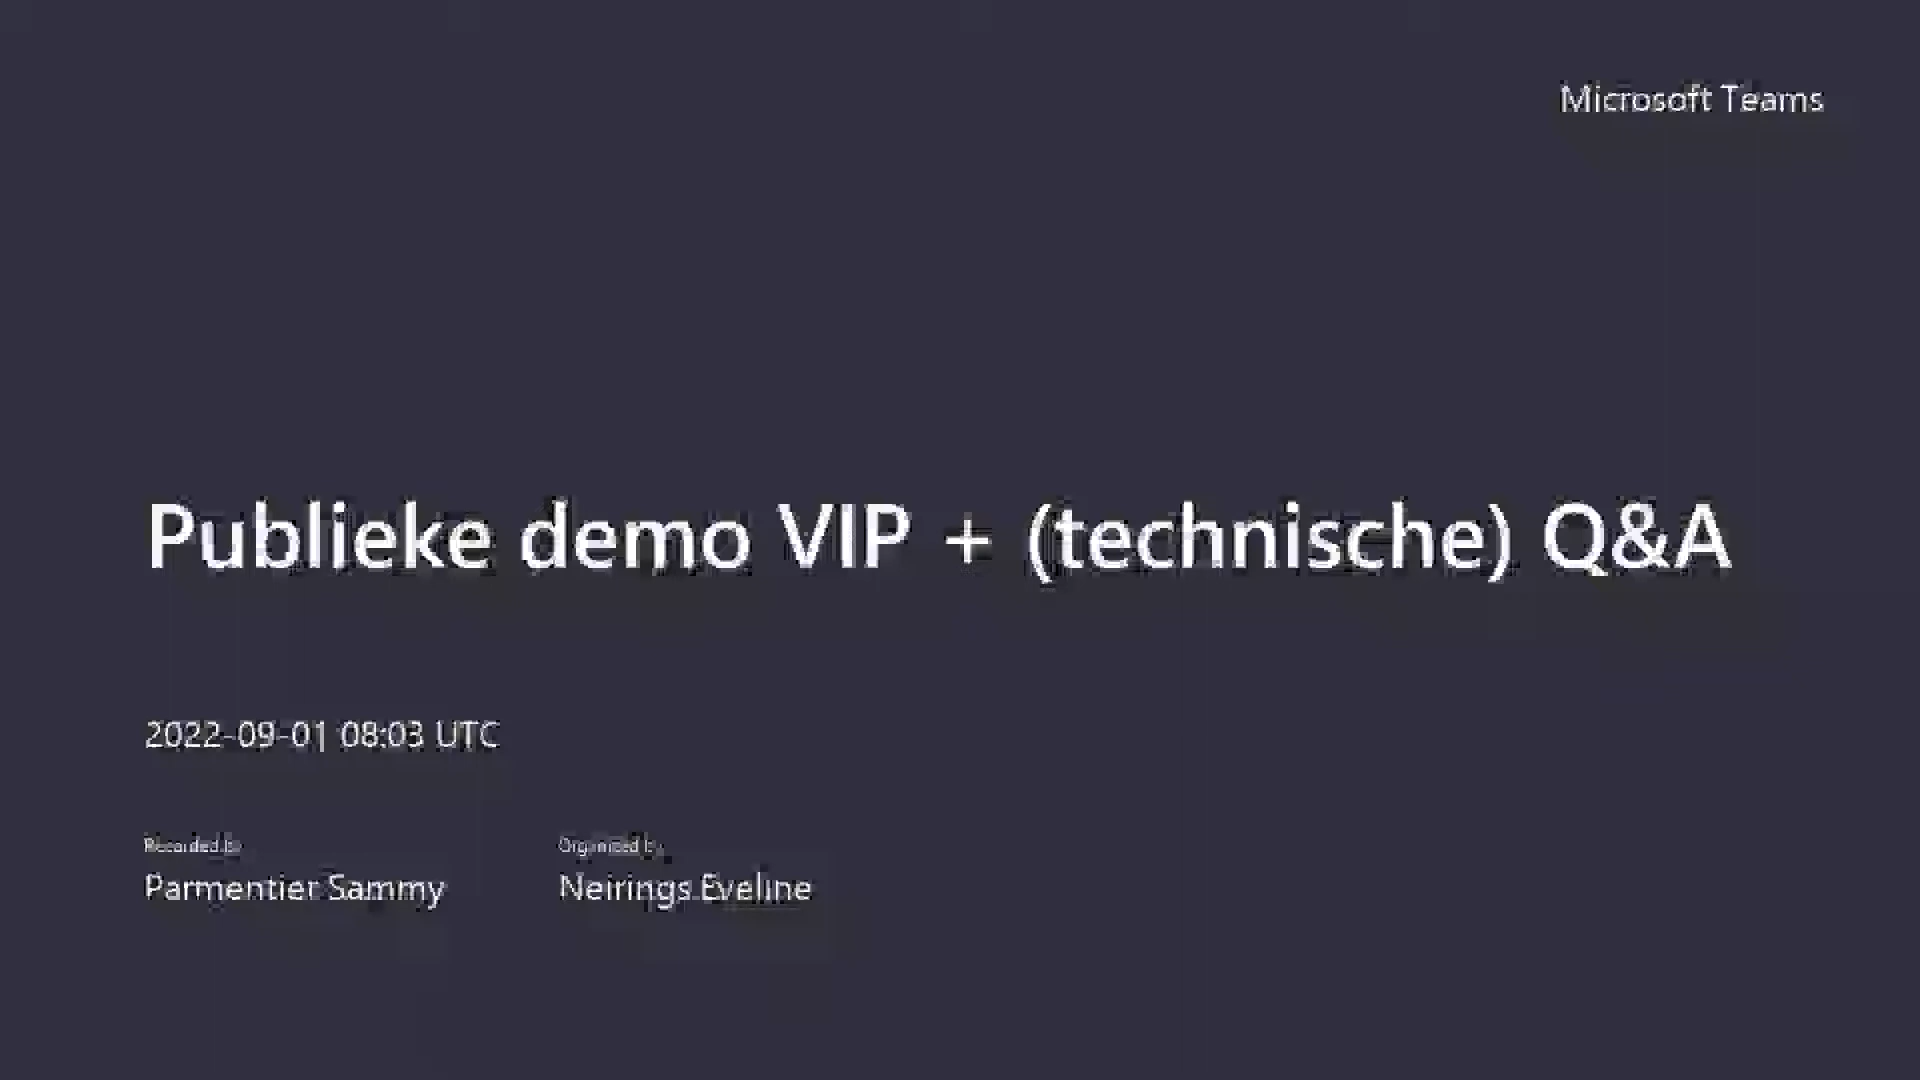 Microsoft Teams
Publieke demo VIP + (technische) Q&A
2022-09-01 08:03 UTC
Recorded by Organized by
Parmentier Sammy Neirings Eveline